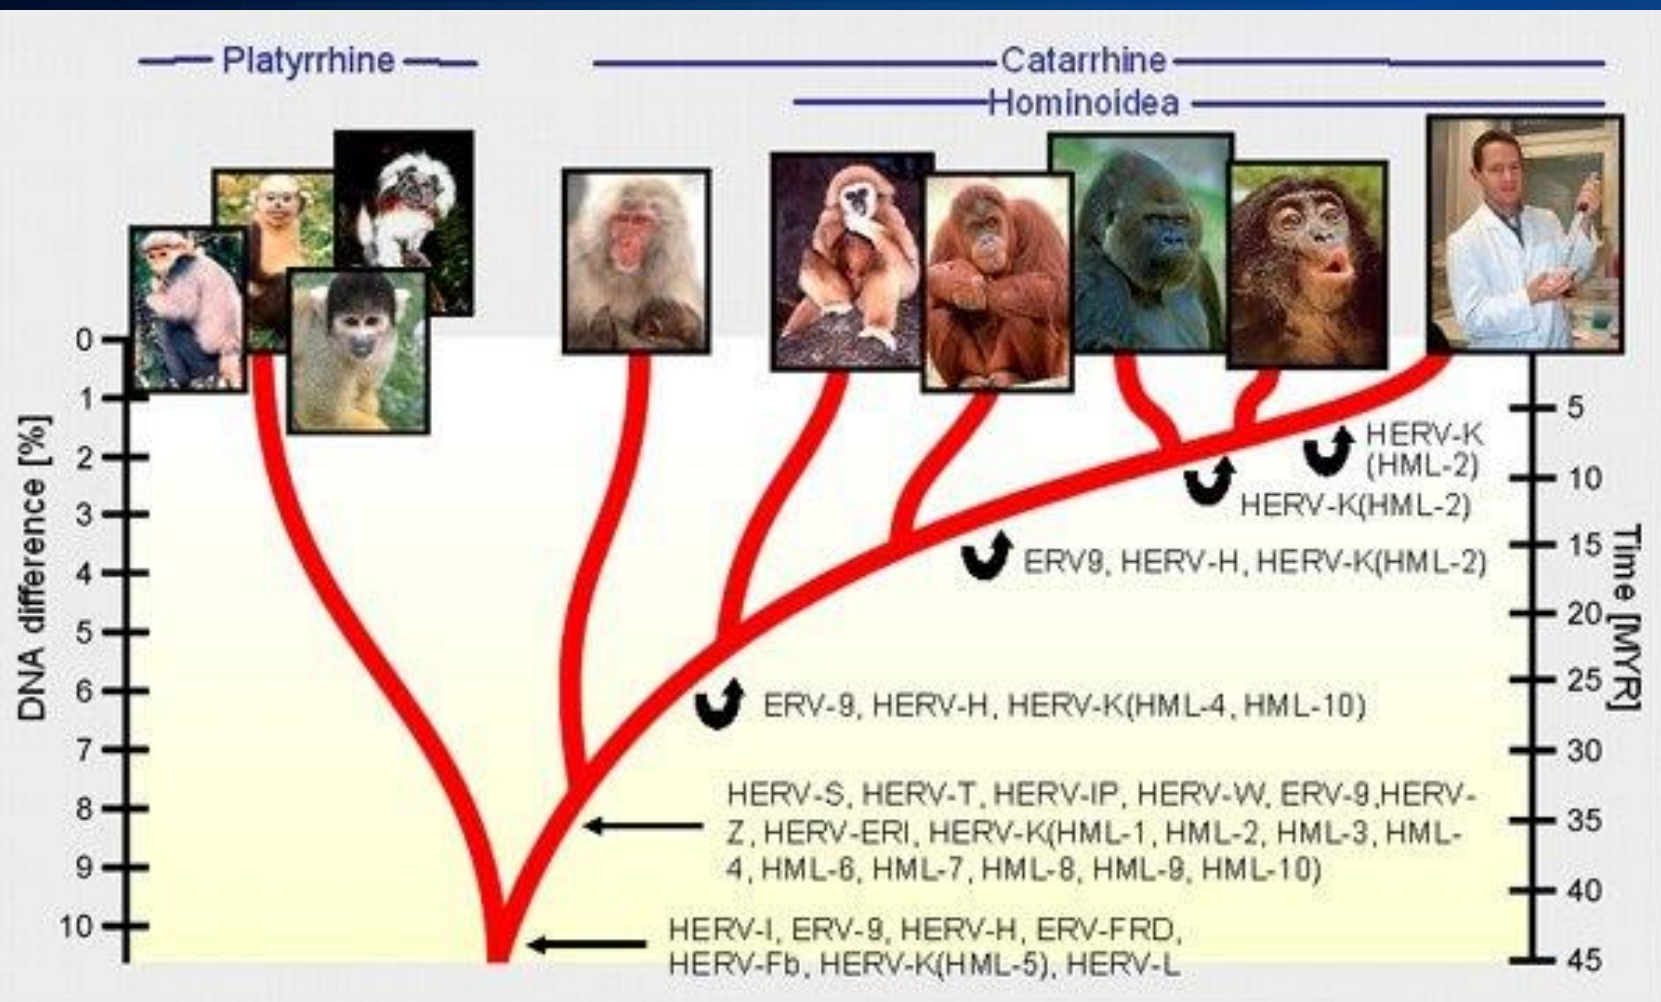 Platyrrhine
Catarrhine
Hominoidea
DNA difference [%]
0
1
2
3
4
5
6
7
8
9
10
5
10
15
20
25
30
35
40
45
Time [MYR]
HERV-K
(HML-2)
HERV-K(HML-2)
ERV9, HERV-H, HERV-K(HML-2)
ERV-9, HERV-H, HERV-K(HML-4, HML-10)
HERV-S, HERV-T, HERV-IP, HERV-W, ERV-9,HERV-
Z, HERV-ERI, HERV-K(HML-1, HML-2, HML-3, HML-
4, HML-6, HML-7, HML-8, HML-9, HML-10)
HERV-I, ERV-9, HERV-H, ERV-FRD,
HERV-Fb, HERV-K(HML-5), HERV-L